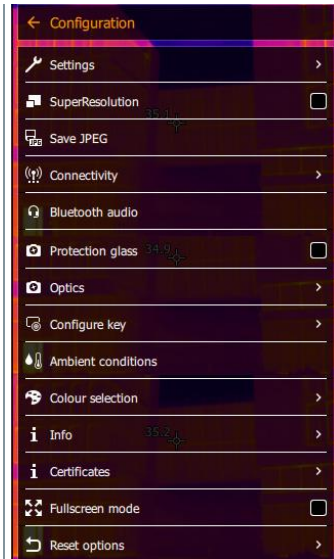 Configuration
Settings
SuperResolution
35.1
JPG
Save JPEG
Connectivity
Bluetooth audio
Protection glass
34.9
Optics
Configure key
Ambient conditions
Colour selection
Info
35.2
Certificates
Fullscreen mode
Reset options